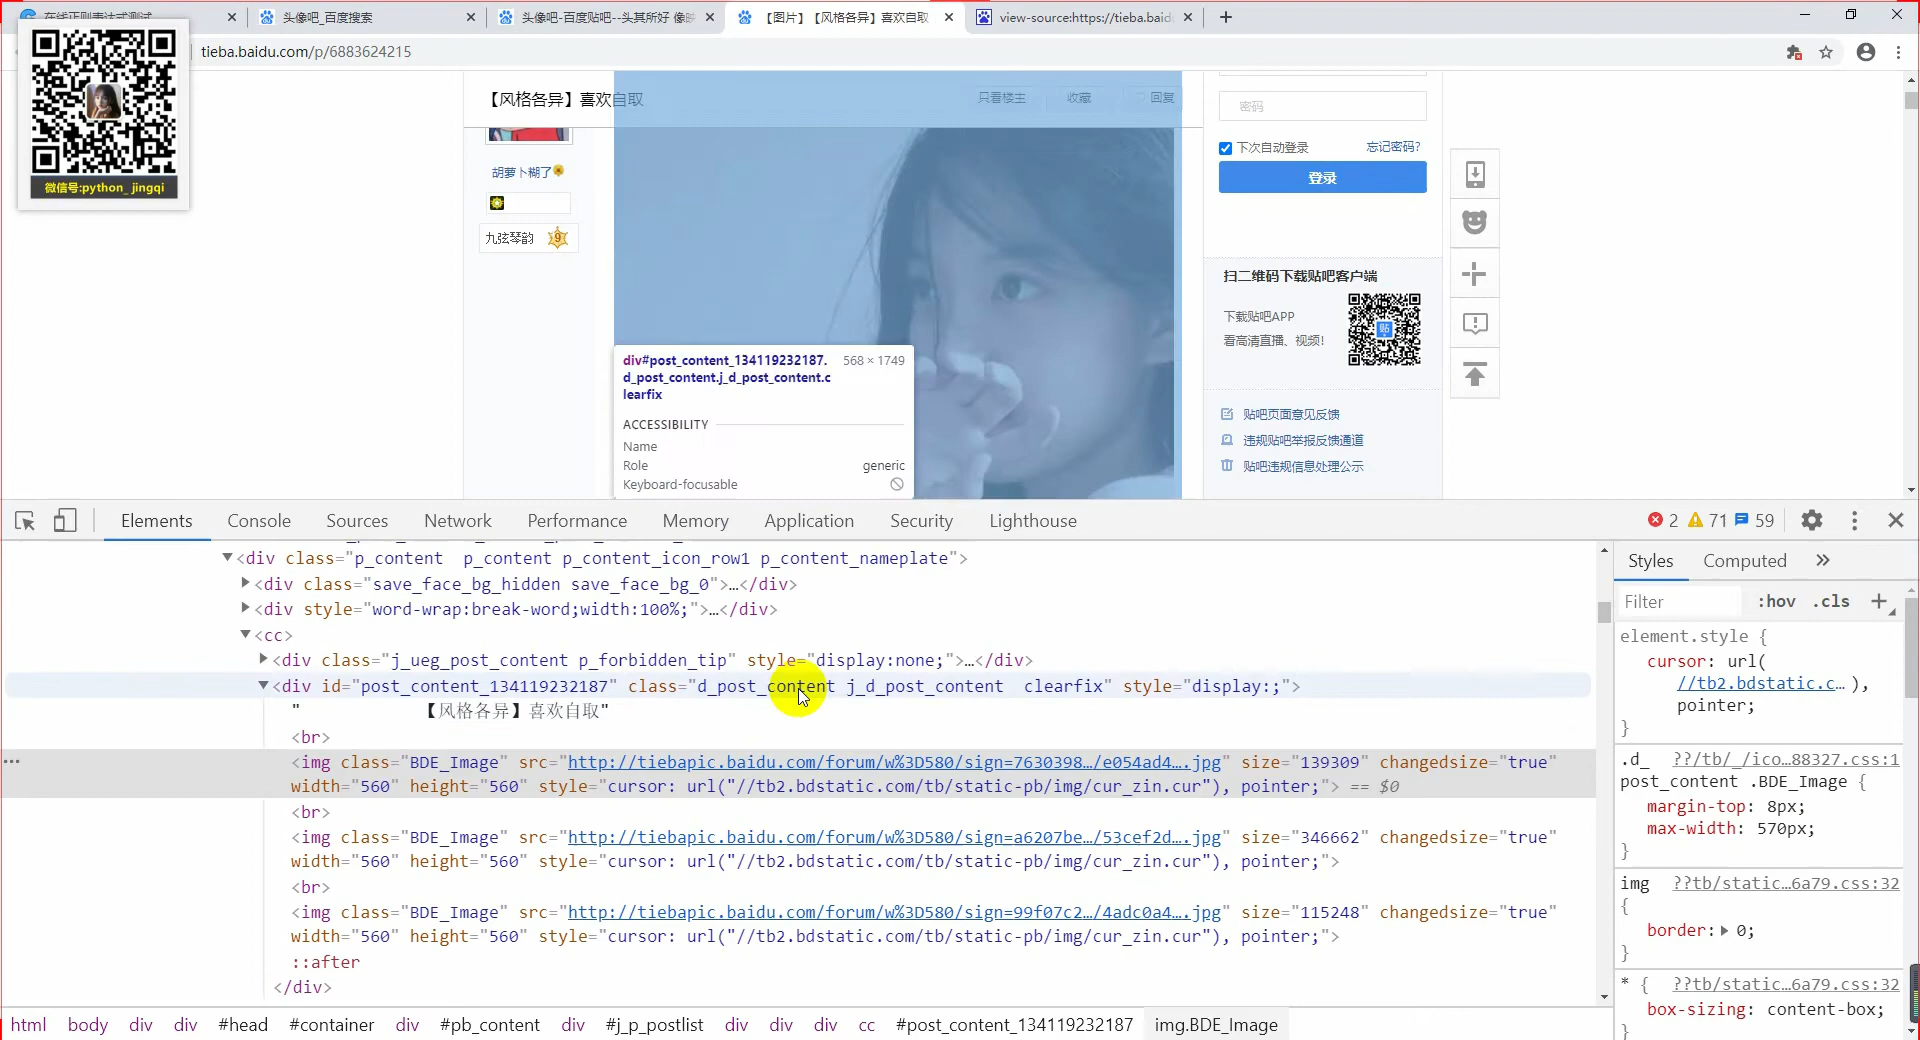 在线正则表达式测试
头像吧_百度搜索
头像吧-百度贴吧--头其所好 像
【图片】【风格各异】喜欢自取
view-source:https://tieba.baid
tieba.baidu.com/p/6883624215
微信号:python_ jingqi
【风格各异】喜欢自取
只看楼主
收藏
回复
胡萝卜糊了
九弦琴韵
9
密码
下次自动登录
忘记密码?
登录
扫二维码下载贴吧客户端
下载贴吧APP
看高清直播、视频!
贴
贴吧页面意见反馈
违规贴吧举报反馈通道
贴吧违规信息处理公示
div#post_content_134119232187. 568 × 1749
d_post_content.j_d_post_content.c
learfix
ACCESSIBILITY
Name
Role generic
Keyboard-focusable
Elements Console Sources Network Performance Memory Application Security Lighthouse 2 71 59
<div class="p_content  p_content p_content_icon_row1 p_content_nameplate">
<div class="save_face_bg_hidden save_face_bg_0">…</div>
<div style="word-wrap:break-word;width:100%;">…</div>
<cc>
<div class="j_ueg_post_content p_forbidden_tip" style="display:none;">…</div>
<div id="post_content_134119232187" class="d_post_content j_d_post_content  clearfix" style="display:;">
" 【风格各异】喜欢自取"
<br>
<img class="BDE_Image" src="http://tiebapic.baidu.com/forum/w%3D580/sign=7630398…/e054ad4….jpg" size="139309" changedsize="true"
width="560" height="560" style="cursor: url("//tb2.bdstatic.com/tb/static-pb/img/cur_zin.cur"), pointer;"> == $0
<br>
<img class="BDE_Image" src="http://tiebapic.baidu.com/forum/w%3D580/sign=a6207be…/53cef2d….jpg" size="346662" changedsize="true"
width="560" height="560" style="cursor: url("//tb2.bdstatic.com/tb/static-pb/img/cur_zin.cur"), pointer;">
<br>
<img class="BDE_Image" src="http://tiebapic.baidu.com/forum/w%3D580/sign=99f07c2…/4adc0a4….jpg" size="115248" changedsize="true"
width="560" height="560" style="cursor: url("//tb2.bdstatic.com/tb/static-pb/img/cur_zin.cur"), pointer;">
::after
</div>
html body div div #head #container div #pb_content div #j_p_postlist div div div cc #post_content_134119232187 img.BDE_Image
Styles Computed
Filter :hov .cls
element.style {
cursor: url(
//tb2.bdstatic.c… ),
pointer;
}
.d_ ??/tb/_/ico…88327.css:1
post_content .BDE_Image {
margin-top: 8px;
max-width: 570px;
}
img ??tb/static…6a79.css:32
{
border: 0;
}
* { ??tb/static…6a79.css:32
box-sizing: content-box;
}